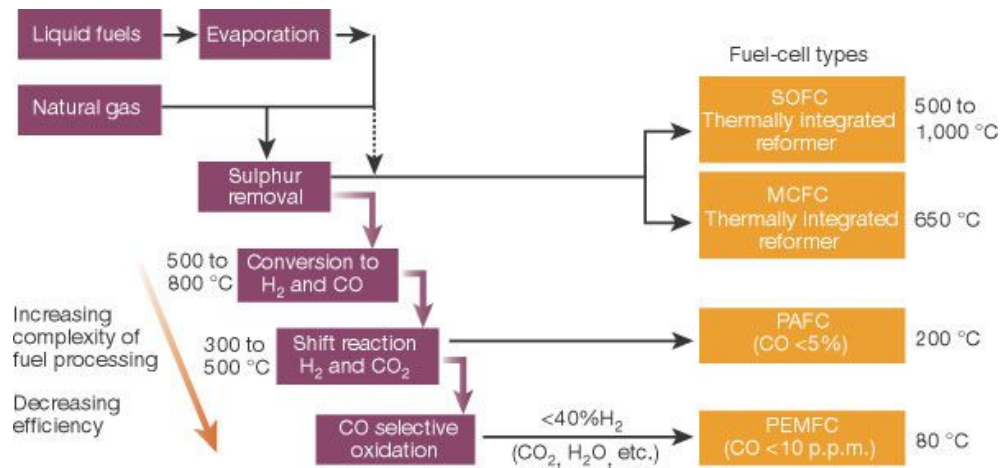 Liquid fuels
Evaporation
Fuel-cell types
Natural gas
SOFC
Thermally integrated
reformer
500 to
1,000 °C
Sulphur
removal
MCFC
Thermally integrated
reformer
650 °C
500 to
800 °C
Conversion to
H₂ and CO
Increasing
complexity of
fuel processing
300 to
500 °C
Shift reaction
H₂ and CO₂
PAFC
(CO <5%)
200 °C
Decreasing
efficiency
CO selective
oxidation
<40%H₂
(CO₂, H₂O, etc.)
PEMFC
(CO <10 p.p.m.)
80 °C